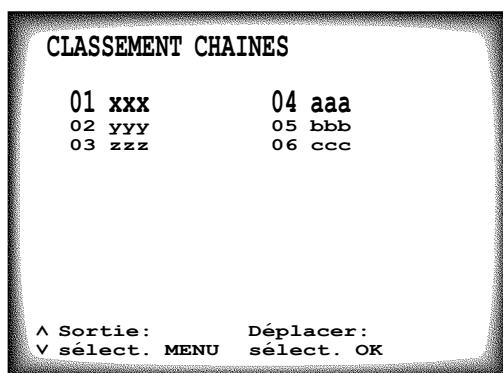 CLASSEMENT CHAINES
01 xxx 04 aaa
02 yyy 05 bbb
03 zzz 06 ccc
^ Sortie: Déplacer:
v sélect. MENU sélect. OK